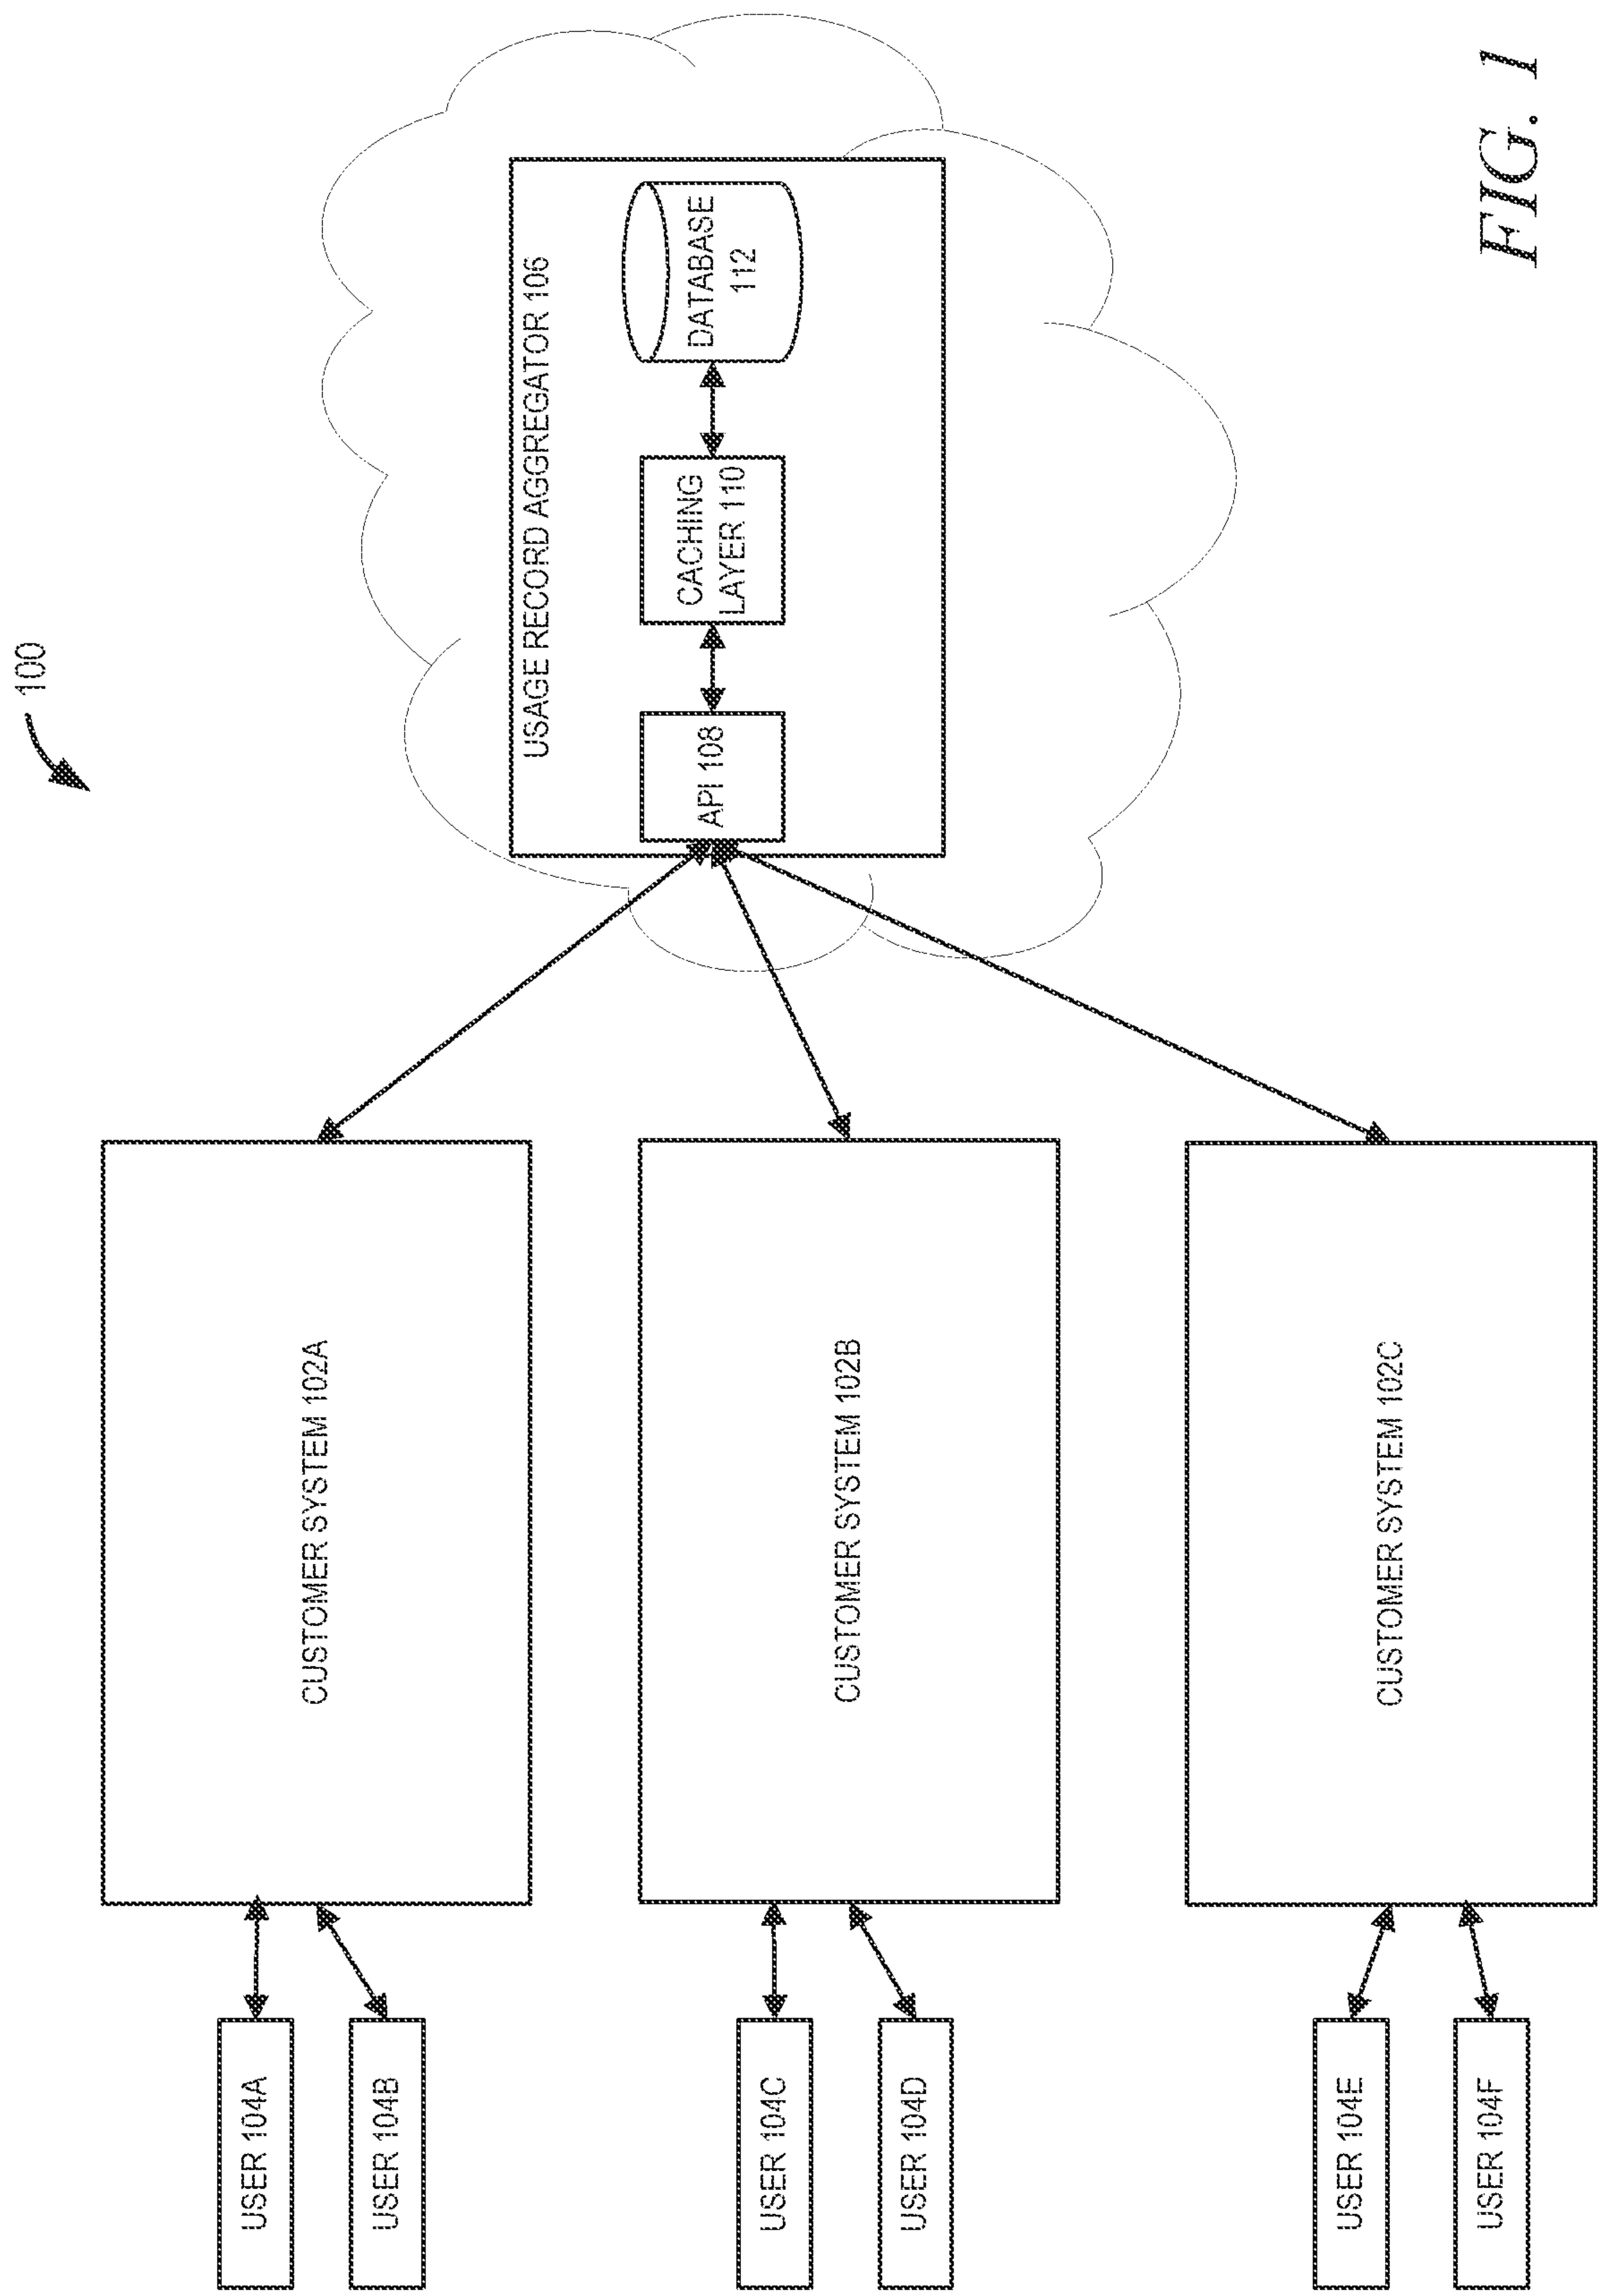 100
USER 104A
USER 104B
CUSTOMER SYSTEM 102A
USER 104C
USER 104D
CUSTOMER SYSTEM 102B
USER 104E
USER 104F
CUSTOMER SYSTEM 102C
USAGE RECORD AGGREGATOR 106
API 108
CACHING
LAYER 110
DATABASE
112
FIG. 1